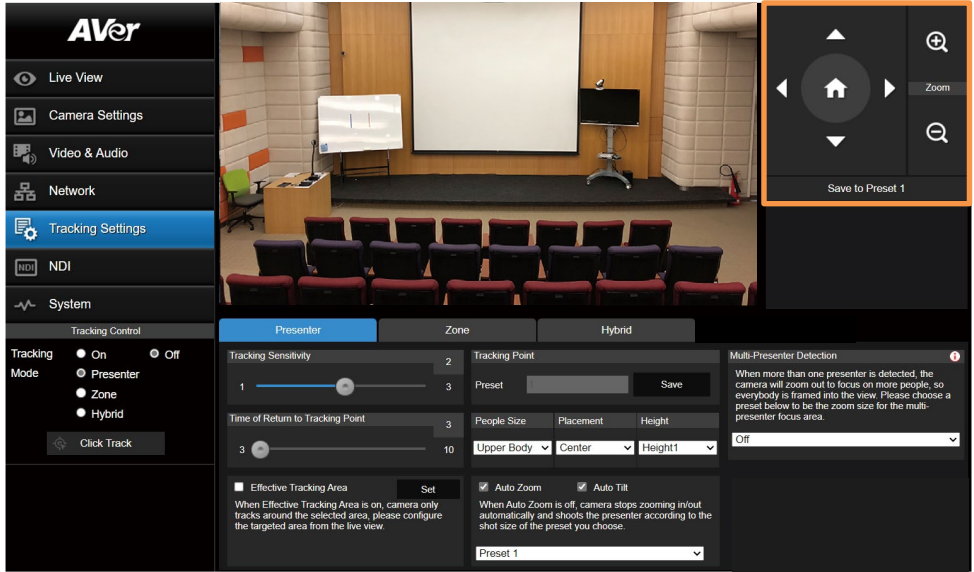 AVer
Live View
Camera Settings
Video & Audio
Network
Tracking Settings
NDI NDI
System
Tracking Control
Tracking On Off
Mode Presenter
Zone
Hybrid
Click Track
Zoom
Save to Preset 1
Presenter Zone Hybrid
Tracking Sensitivity 2
1 3
Time of Return to Tracking Point 3
3 10
Effective Tracking Area Set
When Effective Tracking Area is on, camera only
tracks around the selected area, please configure
the targeted area from the live view.
Tracking Point
Preset 1 Save
People Size Placement Height
Upper Body Center Height1
Auto Zoom Auto Tilt
When Auto Zoom is off, camera stops zooming in/out
automatically and shoots the presenter according to the
shot size of the preset you choose.
Preset 1
Multi-Presenter Detection
When more than one presenter is detected, the
camera will zoom out to focus on more people, so
everybody is framed into the view. Please choose a
preset below to be the zoom size for the multi-
presenter focus area.
Off